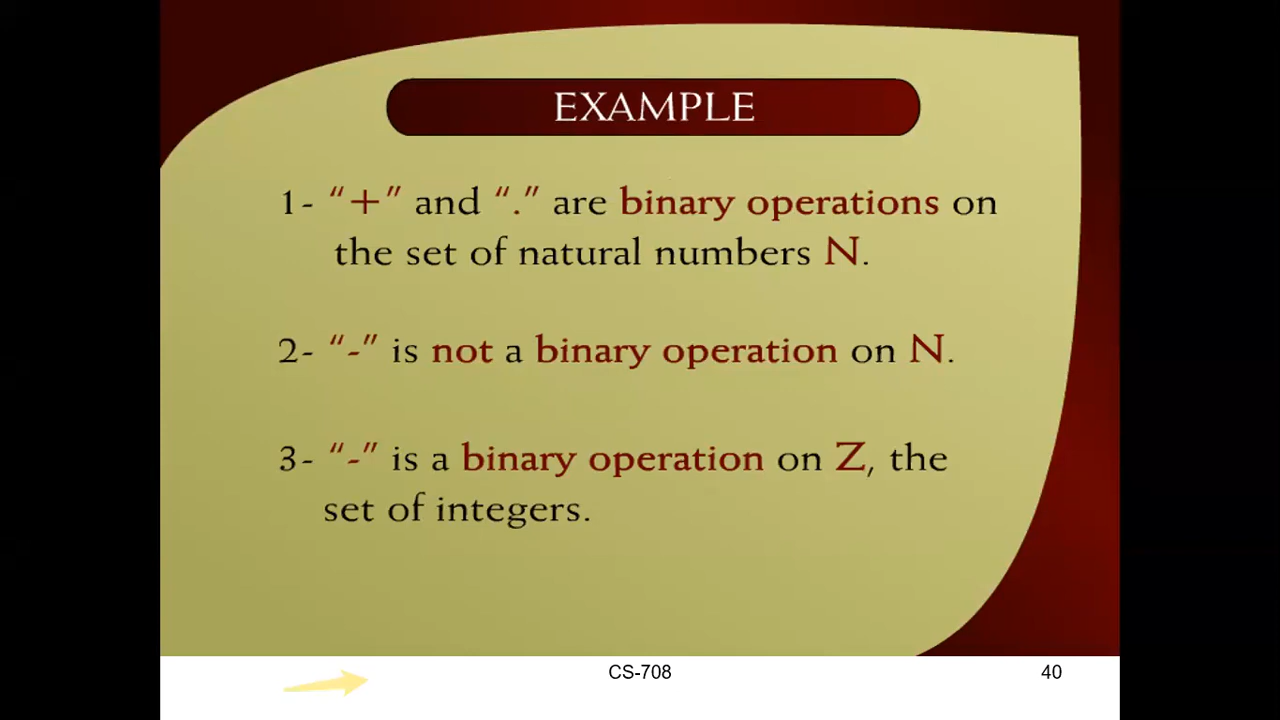 EXAMPLE
1- “+” and “.” are binary operations on
the set of natural numbers N.
2- “-” is not a binary operation on N.
3- “-” is a binary operation on Z, the
set of integers.
CS-708
40